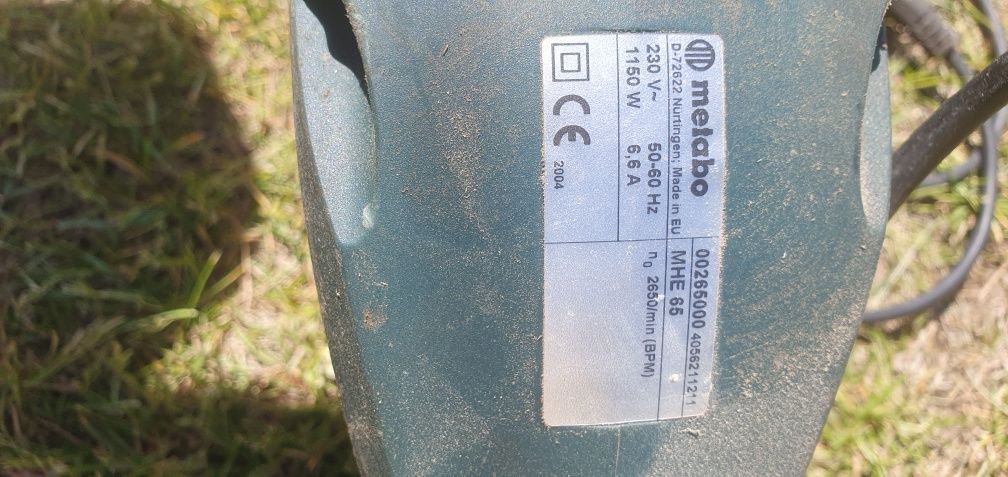 metabo
D-72622 Nürtingen; Made in EU
230 V~ 50-60 Hz
1150 W 6,6 A
CE 2004
00265000 4056211211
MHE 65
n0 2650/min (BPM)